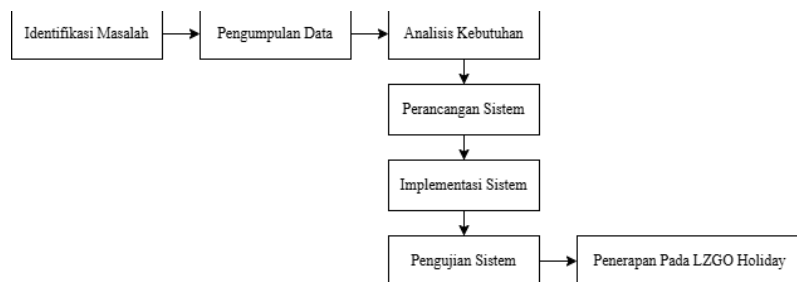 Identifikasi Masalah
Pengumpulan Data
Analisis Kebutuhan
Perancangan Sistem
Implementasi Sistem
Pengujian Sistem
Penerapan Pada LZGO Holiday